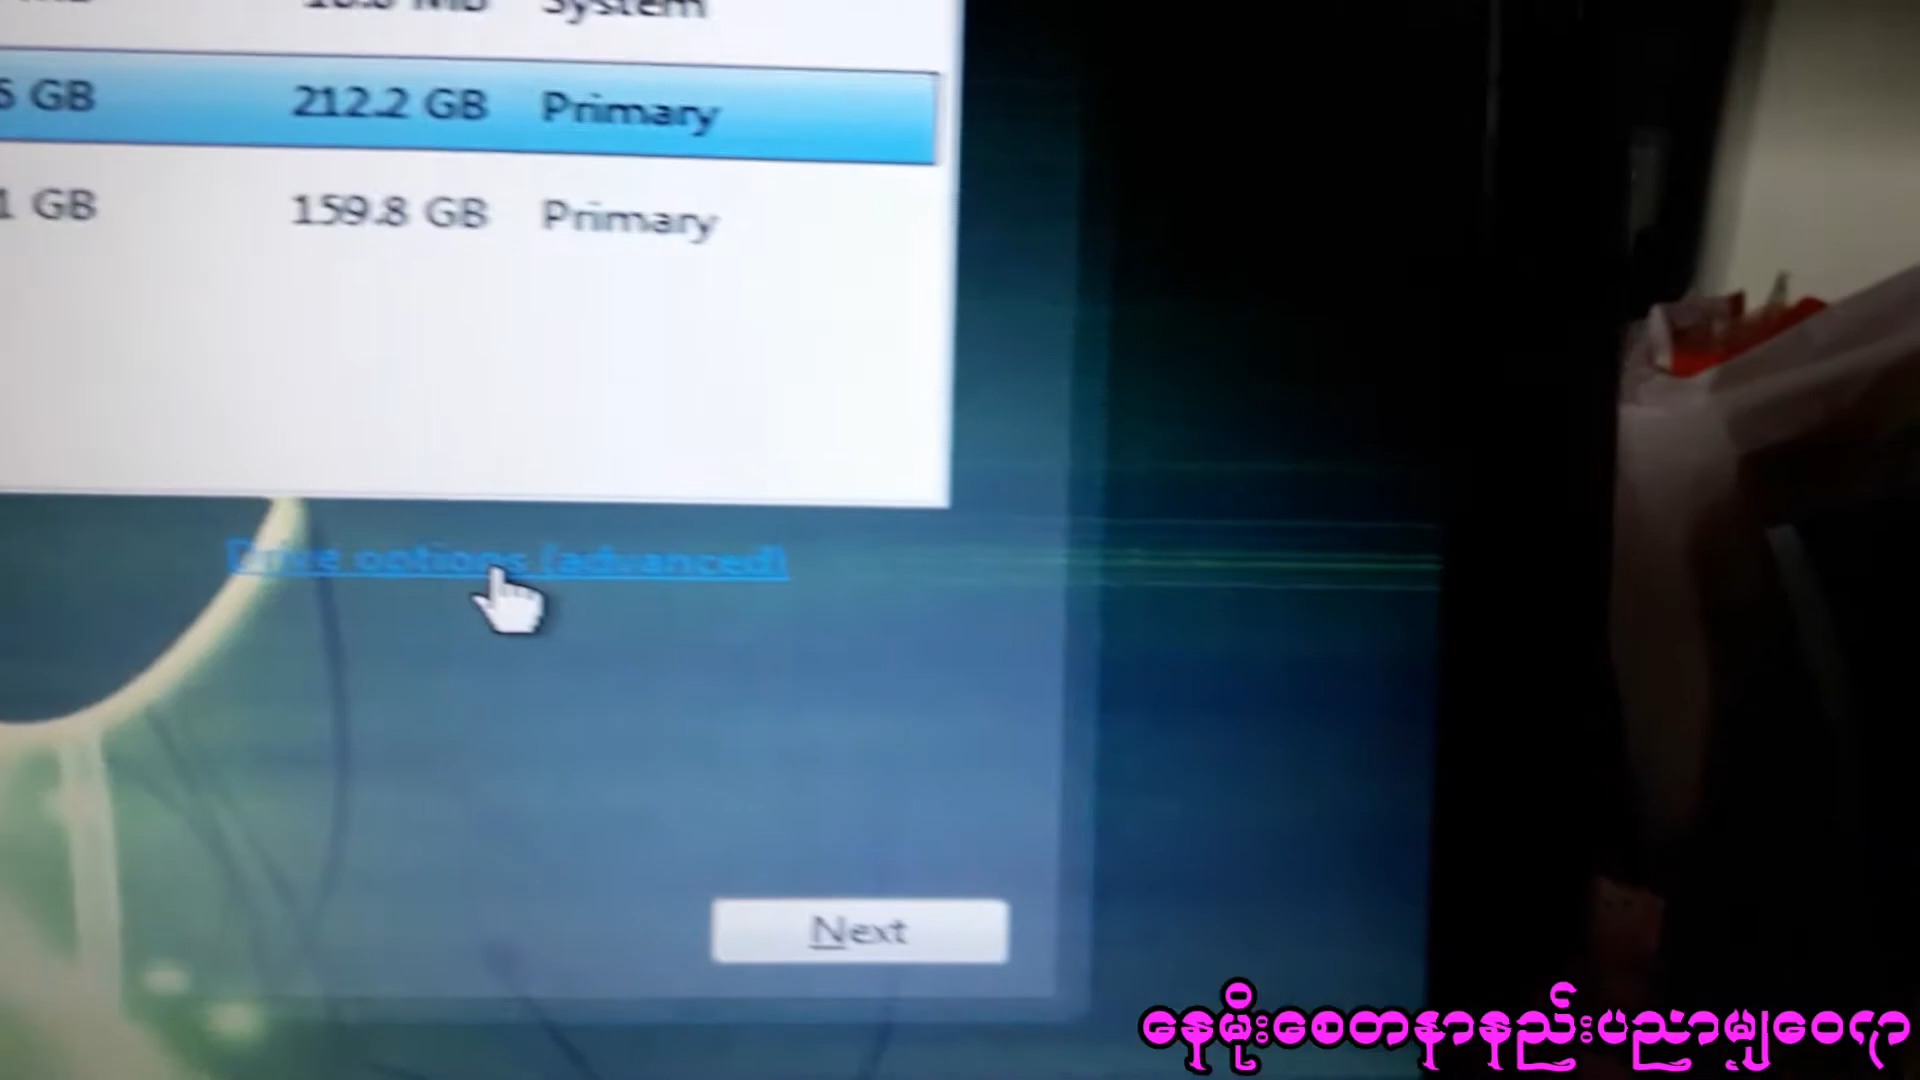 System
GB 212.2 GB Primary
1 GB 159.8 GB Primary
Drive options (advanced)
Next
နေမိုးစေတနာနည်းပညာမျှဝေရာ